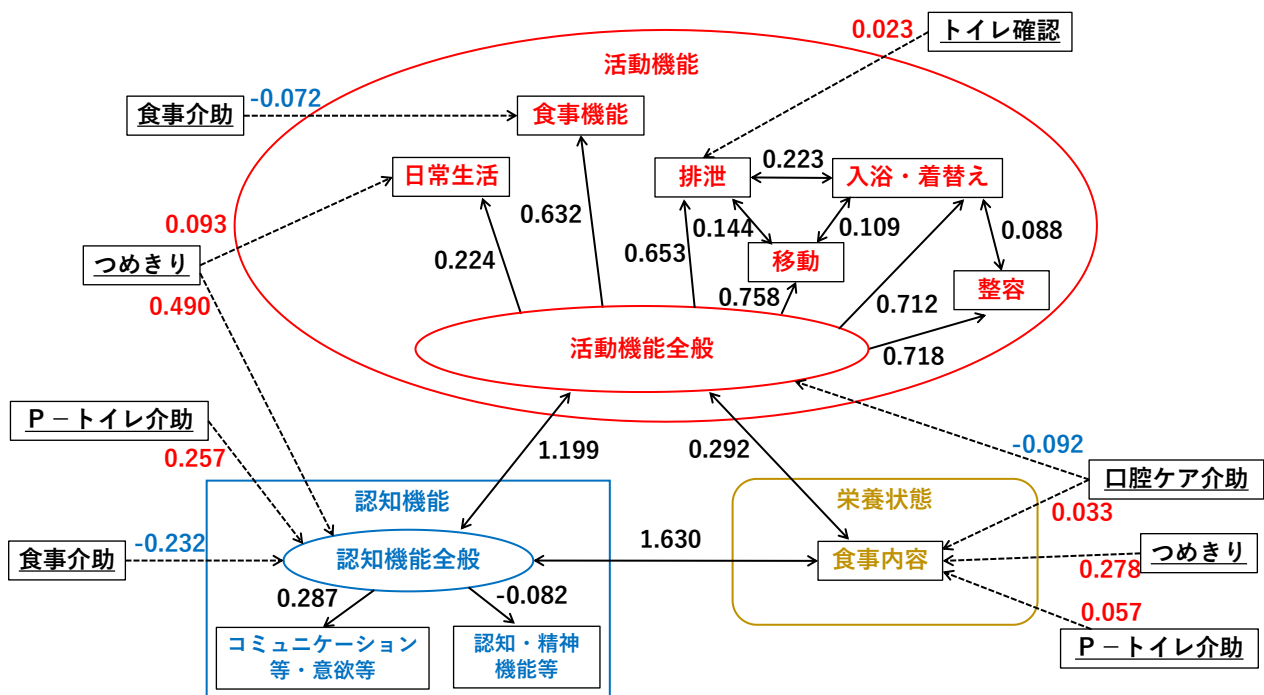 0.023
トイレ確認
活動機能
-0.072
食事介助
食事機能
0.223
日常生活
排泄
入浴・着替え
0.632
0.093
0.144
0.109
0.088
つめきり
0.224
0.653
移動
整容
0.490
0.758
0.712
活動機能全般
0.718
P－トイレ介助
0.257
1.199
0.292
-0.092
口腔ケア介助
認知機能
栄養状態
0.033
食事介助
-0.232
認知機能全般
1.630
食事内容
つめきり
0.278
0.287
-0.082
0.057
コミュニケーション
等・意欲等
認知・精神
機能等
P－トイレ介助